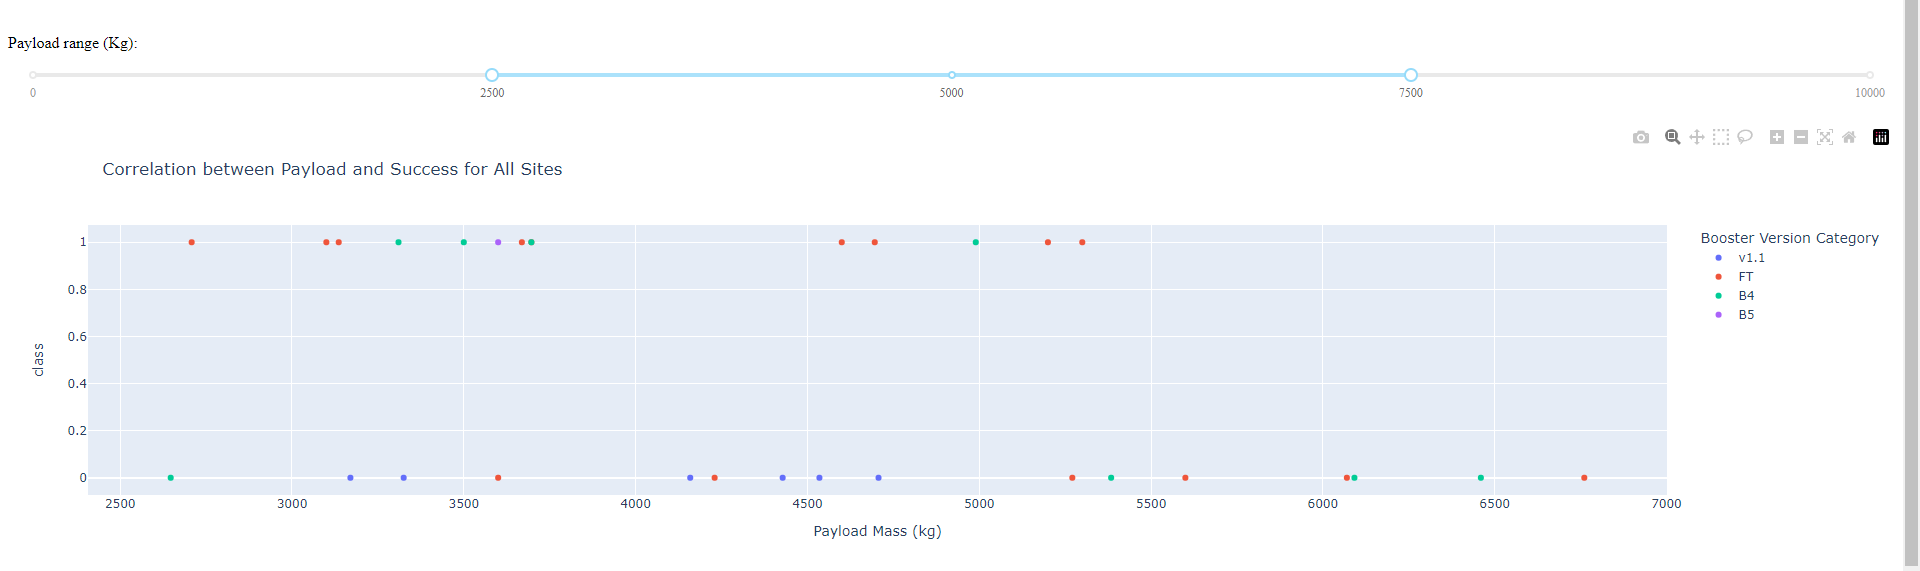 Payload range (Kg):
0 2500 5000 7500 10000
Correlation between Payload and Success for All Sites
1
0.8
0.6
0.4
0.2
0
class
2500 3000 3500 4000 4500 5000 5500 6000 6500 7000
Payload Mass (kg)
Booster Version Category
v1.1
FT
B4
B5